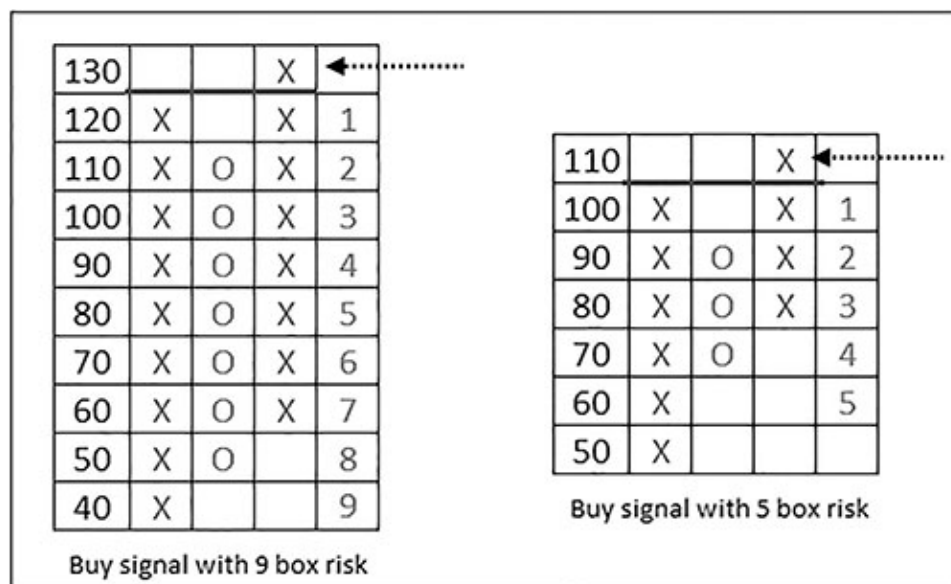 130 X
120 X X 1
110 X O X 2
100 X O X 3
90 X O X 4
80 X O X 5
70 X O X 6
60 X O X 7
50 X O 8
40 X 9
Buy signal with 9 box risk
110 X
100 X X 1
90 X O X 2
80 X O X 3
70 X O 4
60 X 5
50 X
Buy signal with 5 box risk